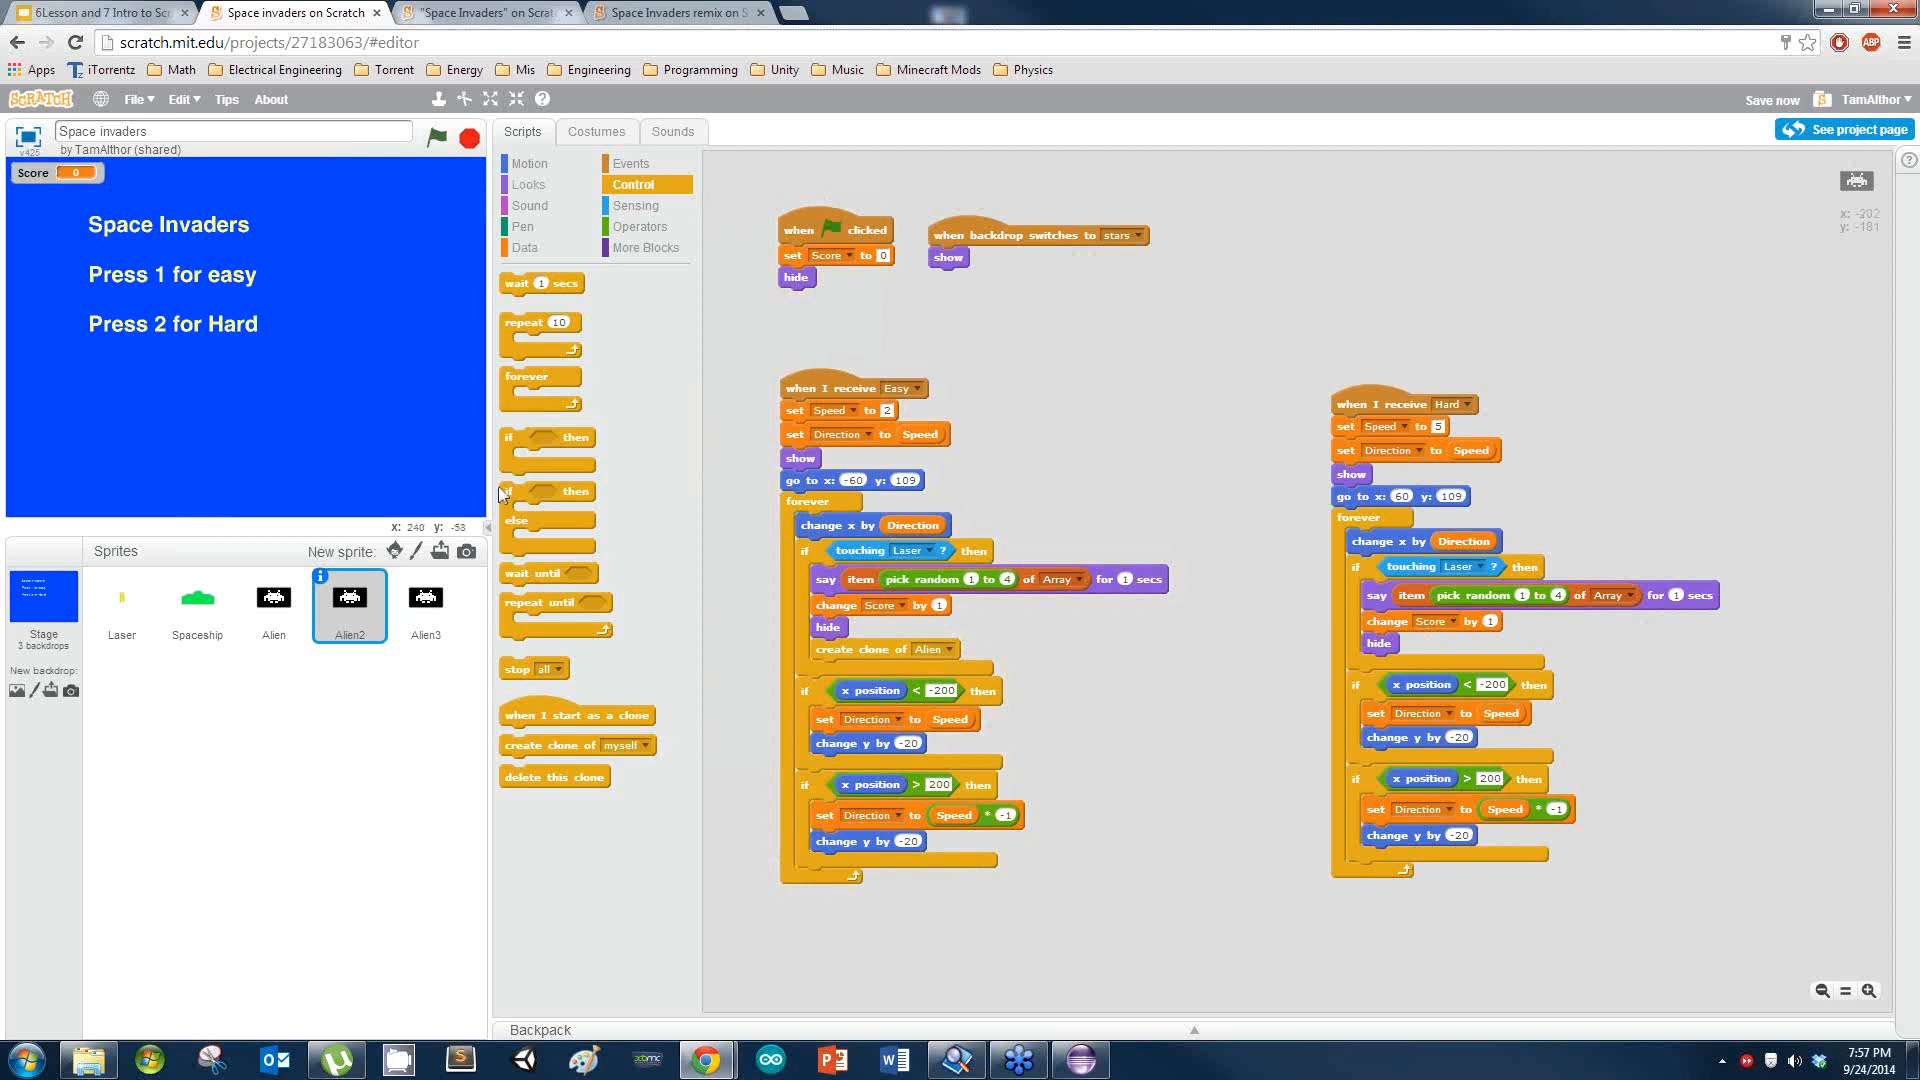 6Lesson and 7 Intro to Sc
Space invaders on Scratch
"Space Invaders" on Scrat
Space Invaders remix on S
scratch.mit.edu/projects/27183063/#editor
ABP
Apps
iTorrentz
Math
Electrical Engineering
Torrent
Energy
Mis
Engineering
Programming
Unity
Music
Minecraft Mods
Physics
SCRATCH
File
Edit
Tips
About
Save now
TamAlthor
See project page
Space invaders
by TamAlthor (shared)
v425
Score 0
Space Invaders
Press 1 for easy
Press 2 for Hard
x: 240 y: -53
Sprites
New sprite:
Stage
3 backdrops
New backdrop:
Laser
Spaceship
Alien
Alien2
Alien3
Scripts
Costumes
Sounds
Motion
Events
Looks
Control
Sound
Sensing
Pen
Operators
Data
More Blocks
wait 1 secs
repeat 10
forever
if then
if then
else
wait until
repeat until
stop all
when I start as a clone
create clone of myself
delete this clone
when clicked
set Score to 0
hide
when backdrop switches to stars
show
x: -202
y: -181
when I receive Easy
set Speed to 2
set Direction to Speed
show
go to x: -60 y: 109
forever
change x by Direction
if touching Laser ? then
say item pick random 1 to 4 of Array for 1 secs
change Score by 1
hide
create clone of Alien
if x position < -200 then
set Direction to Speed
change y by -20
if x position > 200 then
set Direction to Speed * -1
change y by -20
when I receive Hard
set Speed to 5
set Direction to Speed
show
go to x: 60 y: 109
forever
change x by Direction
if touching Laser ? then
say item pick random 1 to 4 of Array for 1 secs
change Score by 1
hide
if x position < -200 then
set Direction to Speed
change y by -20
if x position > 200 then
set Direction to Speed * -1
change y by -20
Backpack
xbmc
7:57 PM
9/24/2014